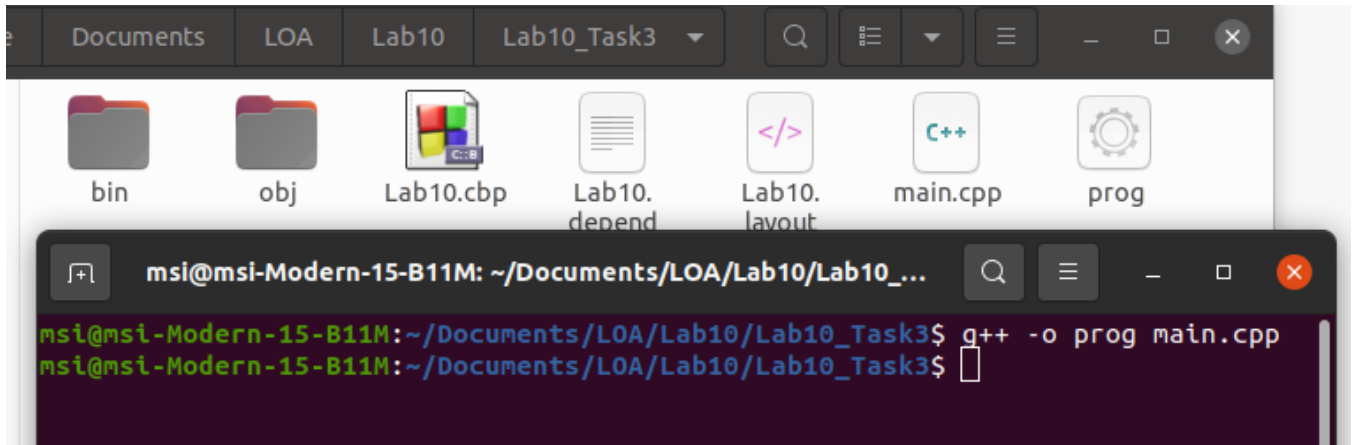 Documents LOA Lab10 Lab10_Task3
C++
C::B
bin obj Lab10.cbp Lab10. Lab10. main.cpp prog
depend layout
msi@msi-Modern-15-B11M: ~/Documents/LOA/Lab10/Lab10_...
msi@msi-Modern-15-B11M:~/Documents/LOA/Lab10/Lab10_Task3$ g++ -o prog main.cpp
msi@msi-Modern-15-B11M:~/Documents/LOA/Lab10/Lab10_Task3$